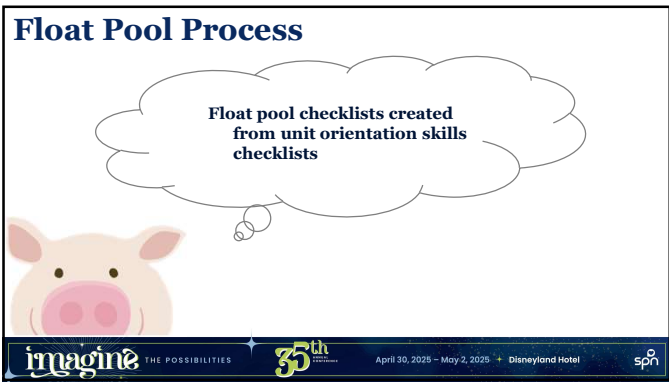 Float Pool Process
Float pool checklists created
from unit orientation skills
checklists
imagine THE POSSIBILITIES
35th
April 30, 2025 – May 2, 2025 + Disneyland Hotel
spn